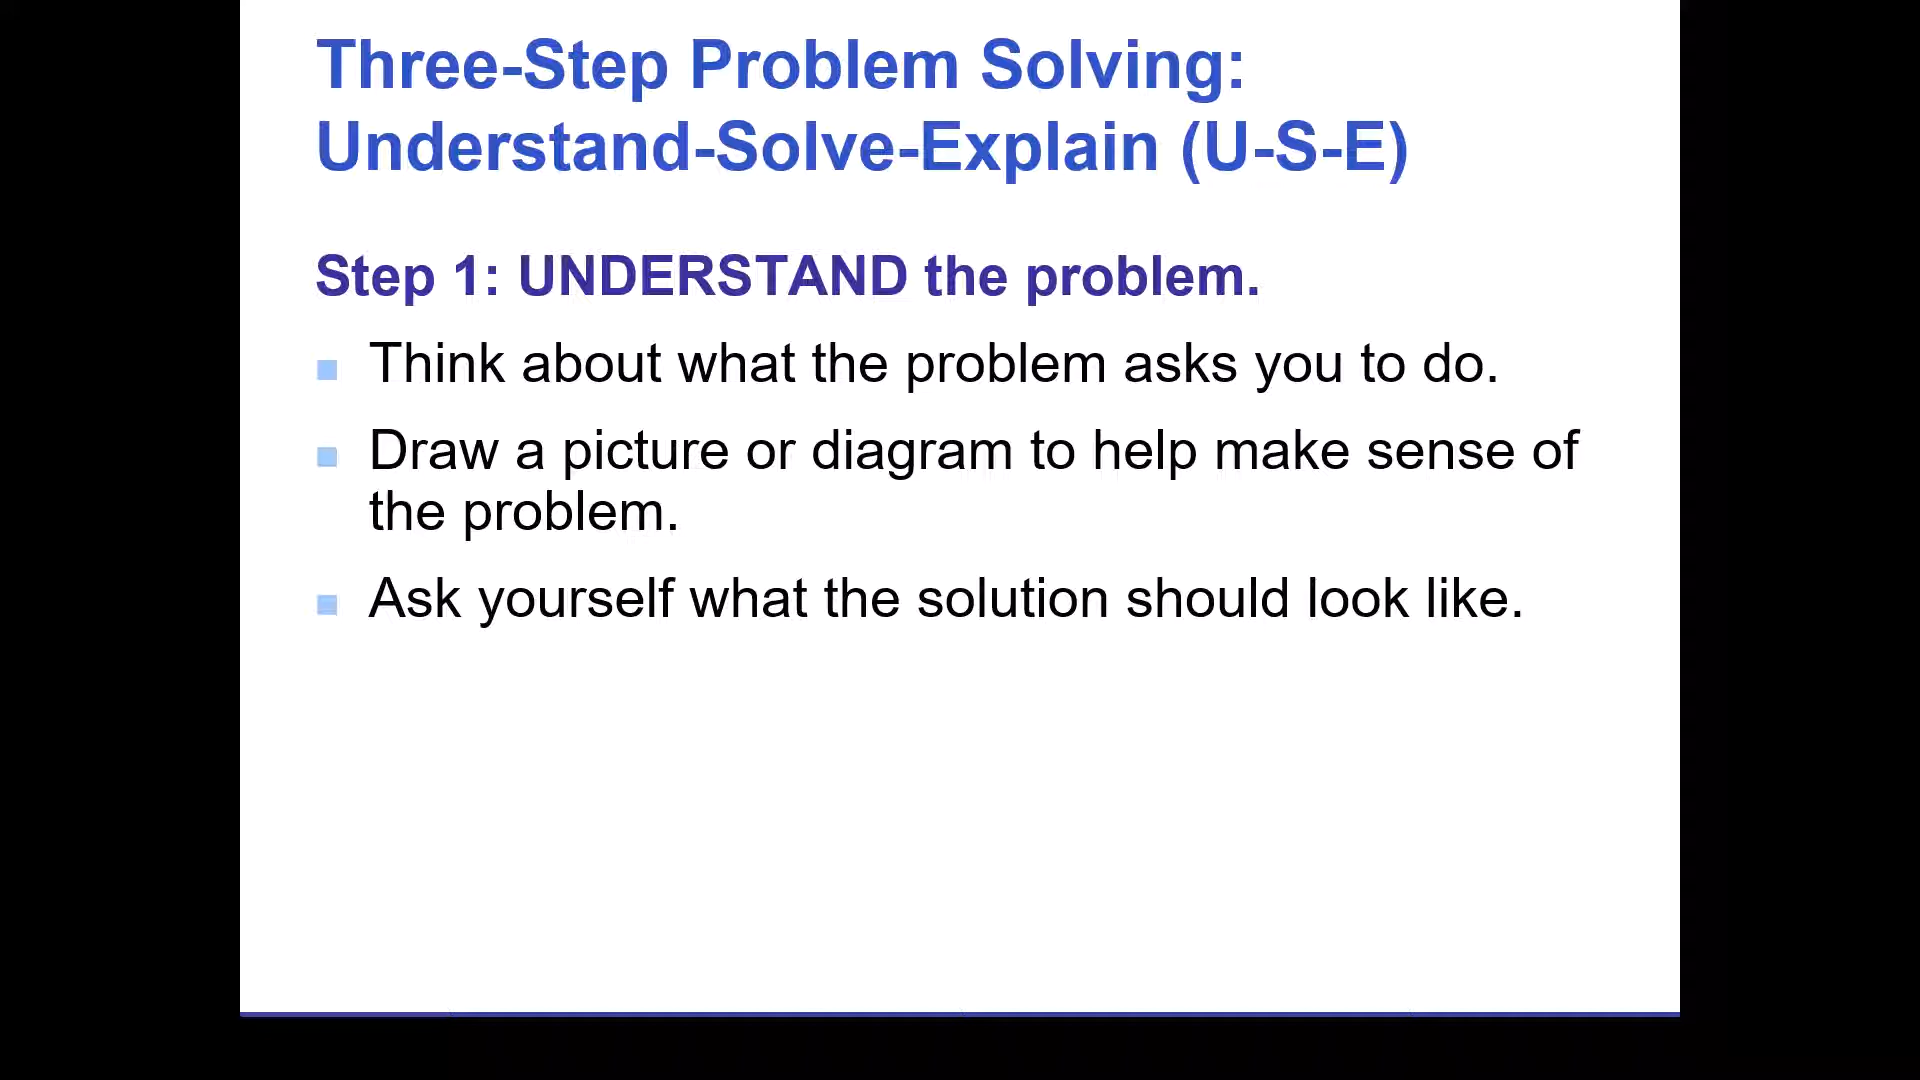 Three-Step Problem Solving:
Understand-Solve-Explain (U-S-E)
Step 1: UNDERSTAND the problem.
Think about what the problem asks you to do.
Draw a picture or diagram to help make sense of
the problem.
Ask yourself what the solution should look like.